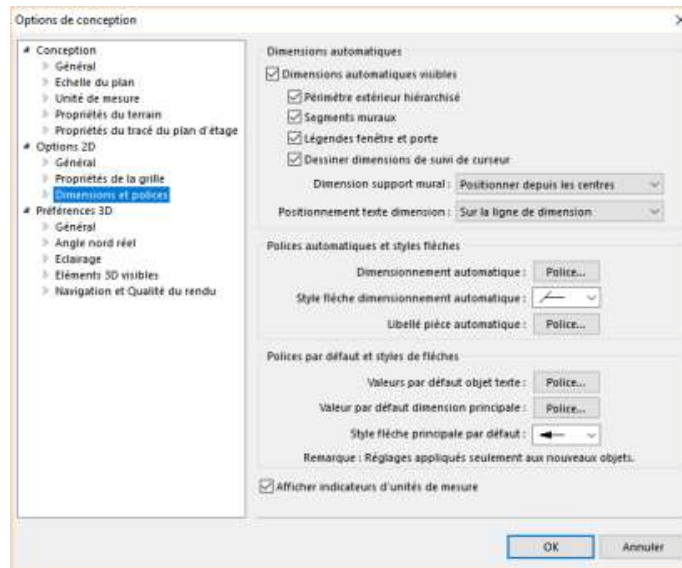 Options de conception
Conception
Général
Echelle du plan
Unité de mesure
Propriétés du terrain
Propriétés du tracé du plan d'étage
Options 2D
Général
Propriétés de la grille
Dimensions et polices
Préférences 3D
Général
Angle nord réel
Eclairage
Eléments 3D visibles
Navigation et Qualité du rendu
Dimensions automatiques
Dimensions automatiques visibles
Périmètre extérieur hiérarchisé
Segments muraux
Légendes fenêtre et porte
Dessiner dimensions de suivi de curseur
Dimension support mural : Positionner depuis les centres
Positionnement texte dimension : Sur la ligne de dimension
Polices automatiques et styles flèches
Dimensionnement automatique : Police...
Style flèche dimensionnement automatique :
Libellé pièce automatique : Police...
Polices par défaut et styles de flèches
Valeurs par défaut objet texte : Police...
Valeur par défaut dimension principale : Police...
Style flèche principale par défaut :
Remarque : Réglages appliqués seulement aux nouveaux objets.
Afficher indicateurs d'unités de mesure
OK Annuler